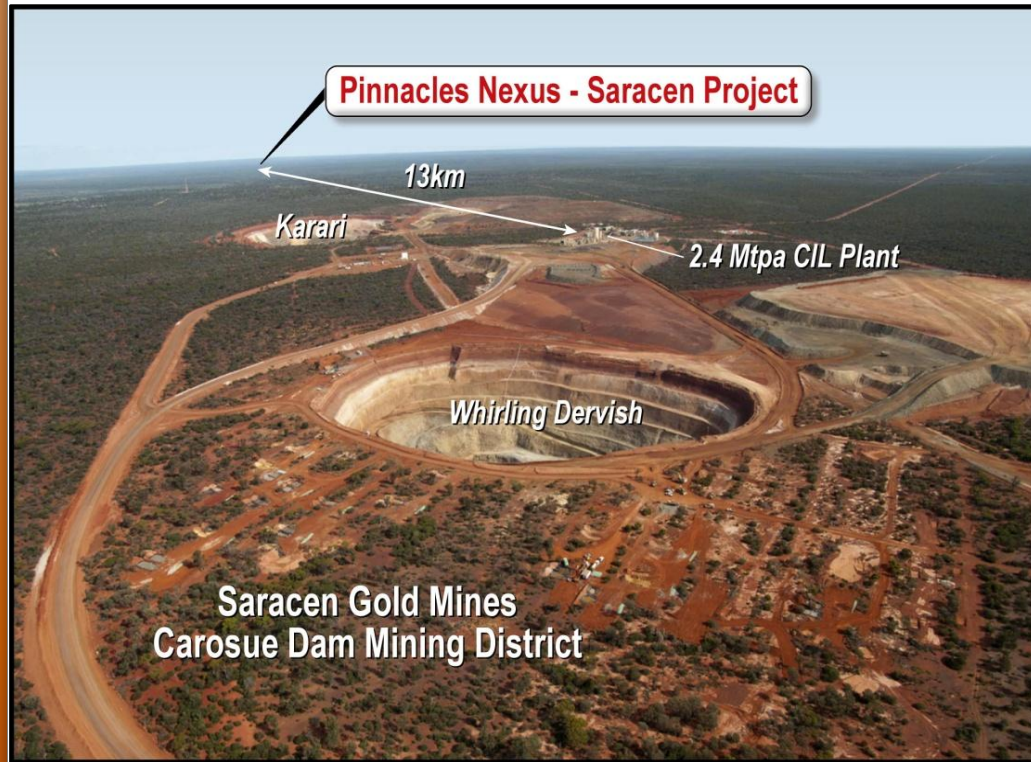 Pinnacles Nexus - Saracen Project
13km
Karari
2.4 Mtpa CIL Plant
Whirling Dervish
Saracen Gold Mines
Carosue Dam Mining District